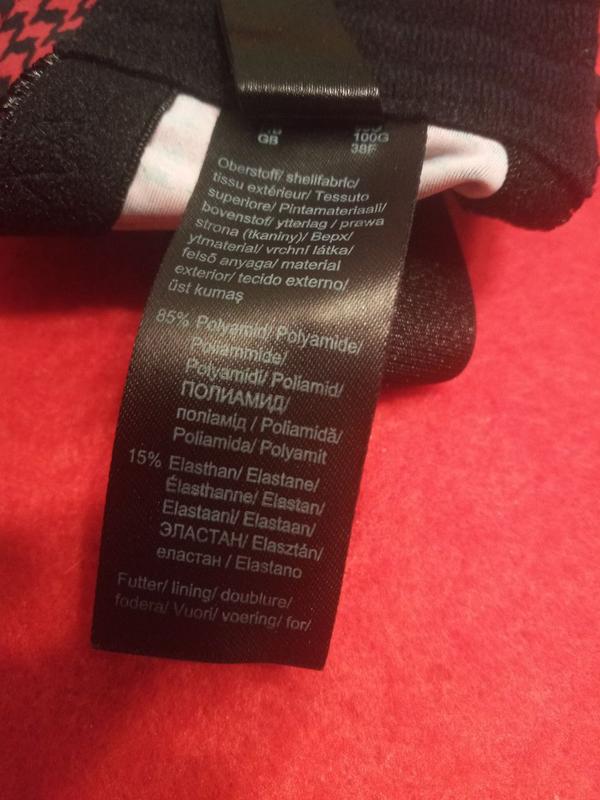 GB 100G
38F
Oberstoff/ shellfabric/
tissu extérieur/ Tessuto
superiore/ Pintamateriaali/
bovenstof/ ytterlag / prawa
strona (tkaniny)/ Верх/
ytmaterial/ vrchní látka/
felső anyaga/ material
exterior/ tecido externo/
üst kumaş
85% Polyamid/ Polyamide/
Poliammide/
Polyamidi/ Poliamid/
ПОЛИАМИД/
поліамід / Poliamidă/
Poliamida/ Polyamit
15% Elasthan/ Elastane/
Élasthanne/ Elastan/
Elastaani/ Elastaan/
ЭЛАСТАН/ Elasztán/
еластан / Elastano
Futter/ lining/ doublure/
fodera/ Vuori/ voering/ for/